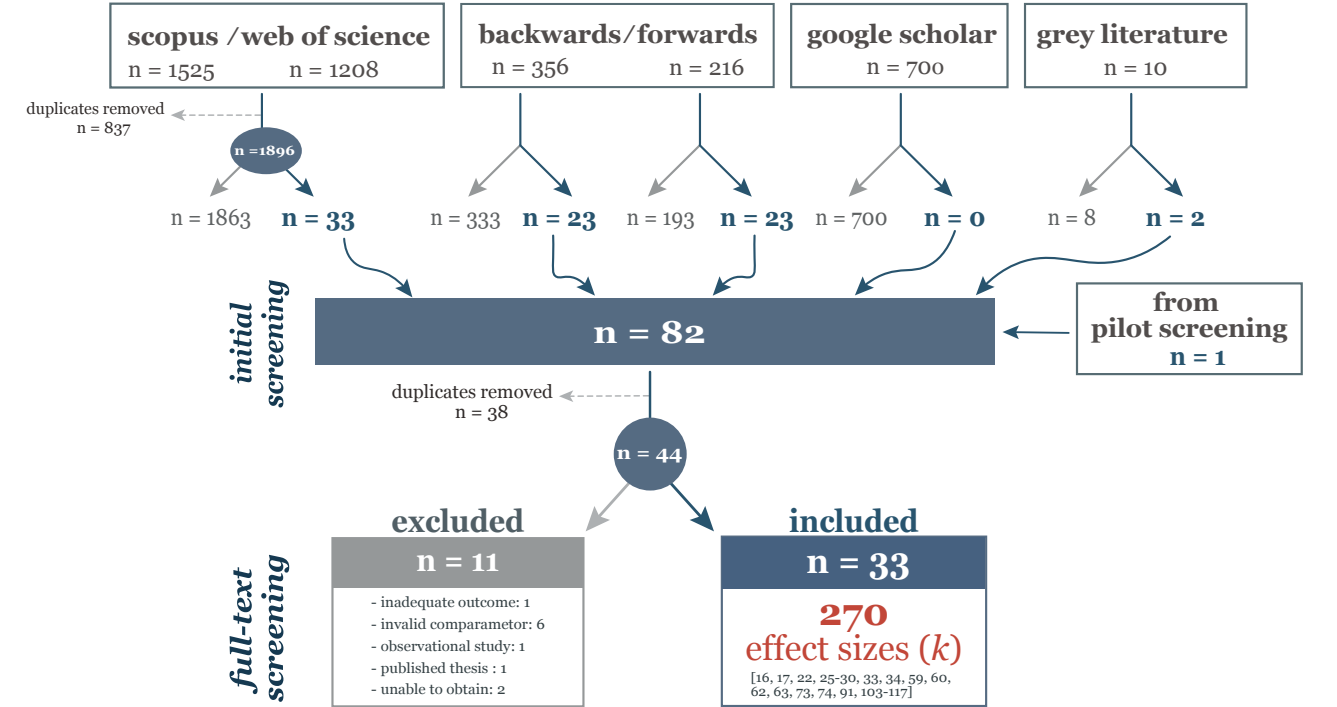 scopus /web of science
n = 1525 n = 1208
backwards/forwards
n = 356 n = 216
google scholar
n = 700
grey literature
n = 10
duplicates removed
n = 837
n =1896
n = 1863 n = 33
n = 333 n = 23
n = 193 n = 23
n = 700 n = 0
n = 8 n = 2
initial
screening
n = 82
from
pilot screening
n = 1
duplicates removed
n = 38
n = 44
full-text
screening
excluded
n = 11
- inadequate outcome: 1
- invalid comparametor: 6
- observational study: 1
- published thesis : 1
- unable to obtain: 2
included
n = 33
270
effect sizes (k)
[16, 17, 22, 25-30, 33, 34, 59, 60,
62, 63, 73, 74, 91, 103-117]